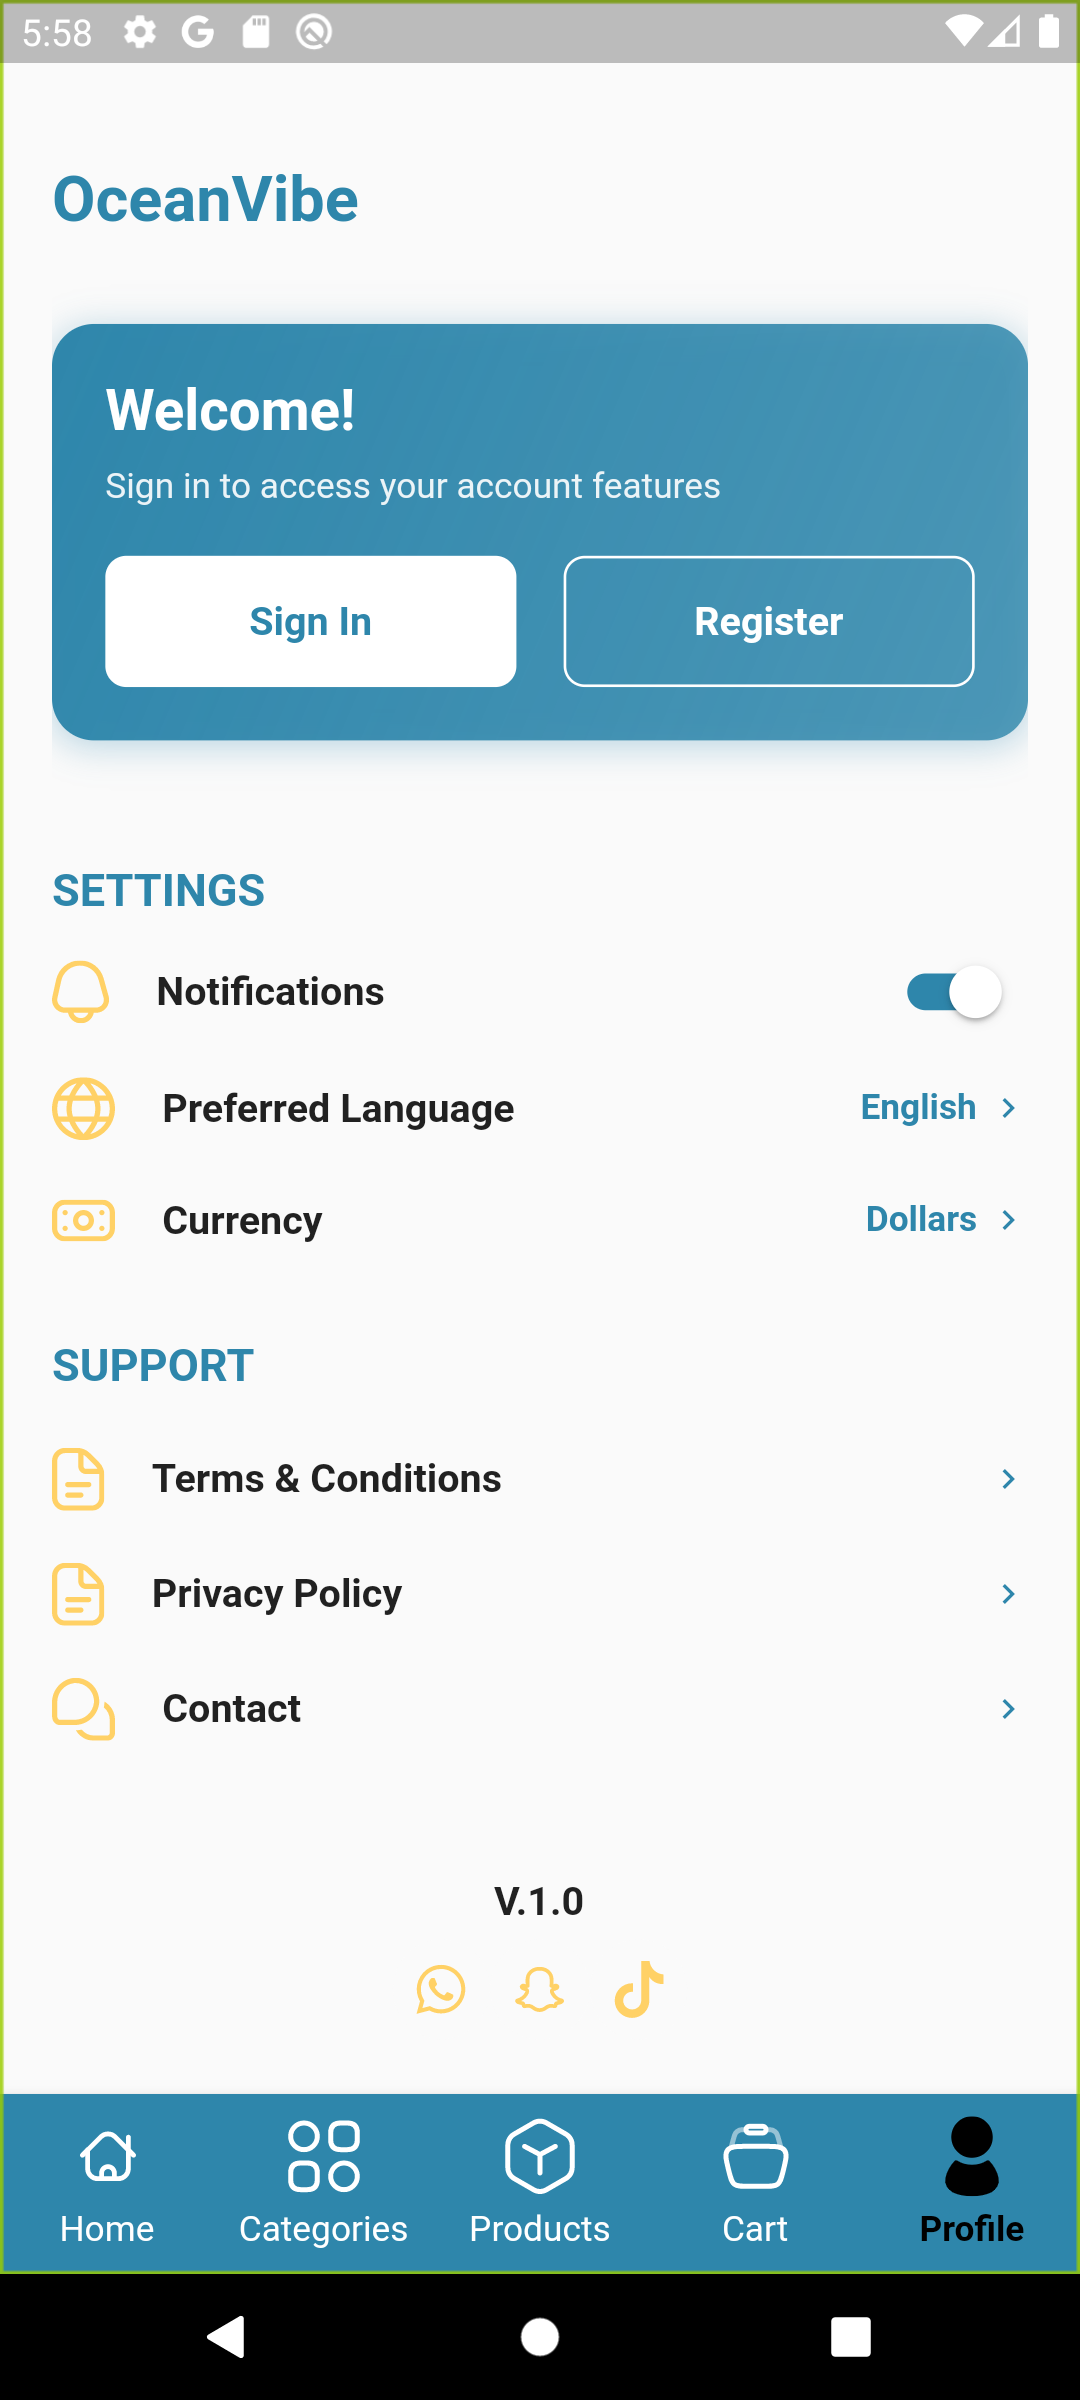 5:58
OceanVibe
Welcome!
Sign in to access your account features
Sign In
Register
SETTINGS
Notifications
Preferred Language
English
Currency
Dollars
SUPPORT
Terms & Conditions
Privacy Policy
Contact
V.1.0
Home
Categories
Products
Cart
Profile